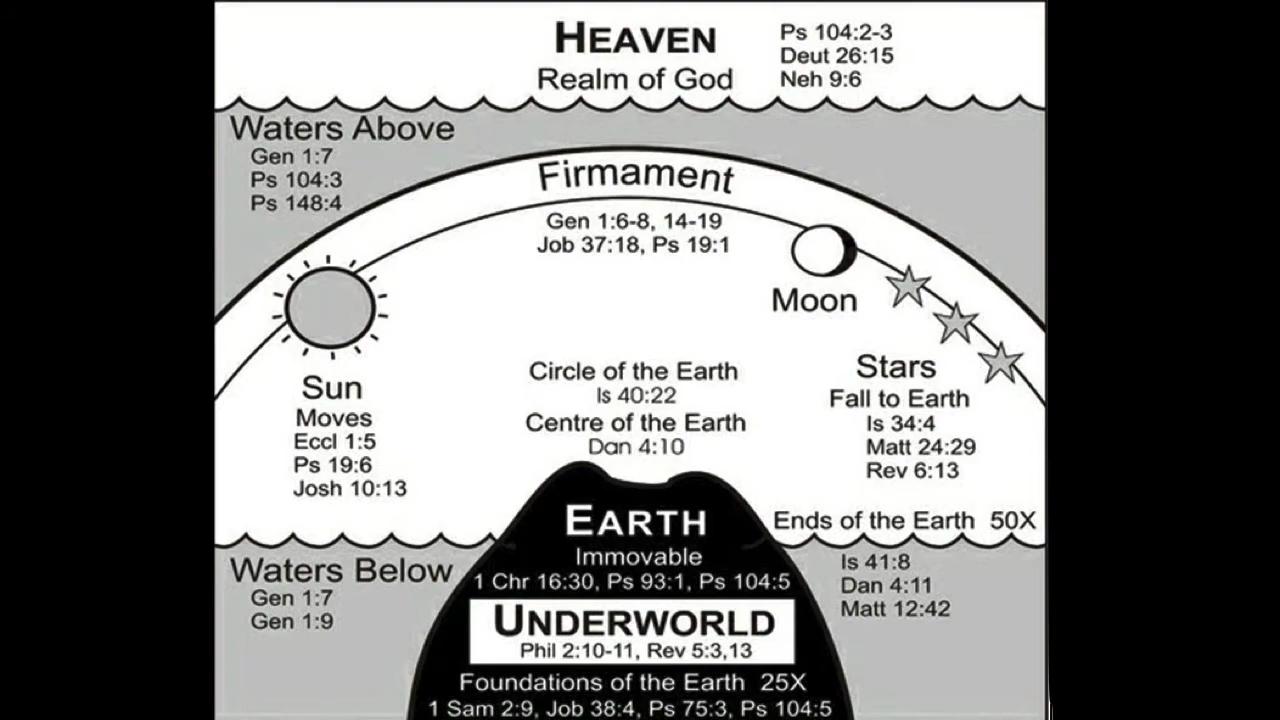 HEAVEN
Realm of God
Ps 104:2-3
Deut 26:15
Neh 9:6
Waters Above
Gen 1:7
Ps 104:3
Ps 148:4
Firmament
Gen 1:6-8, 14-19
Job 37:18, Ps 19:1
Moon
Sun
Moves
Eccl 1:5
Ps 19:6
Josh 10:13
Circle of the Earth
Is 40:22
Centre of the Earth
Dan 4:10
Stars
Fall to Earth
Is 34:4
Matt 24:29
Rev 6:13
EARTH
Immovable
1 Chr 16:30, Ps 93:1, Ps 104:5
Ends of the Earth 50X
Is 41:8
Dan 4:11
Matt 12:42
Waters Below
Gen 1:7
Gen 1:9
UNDERWORLD
Phil 2:10-11, Rev 5:3,13
Foundations of the Earth 25X
1 Sam 2:9, Job 38:4, Ps 75:3, Ps 104:5